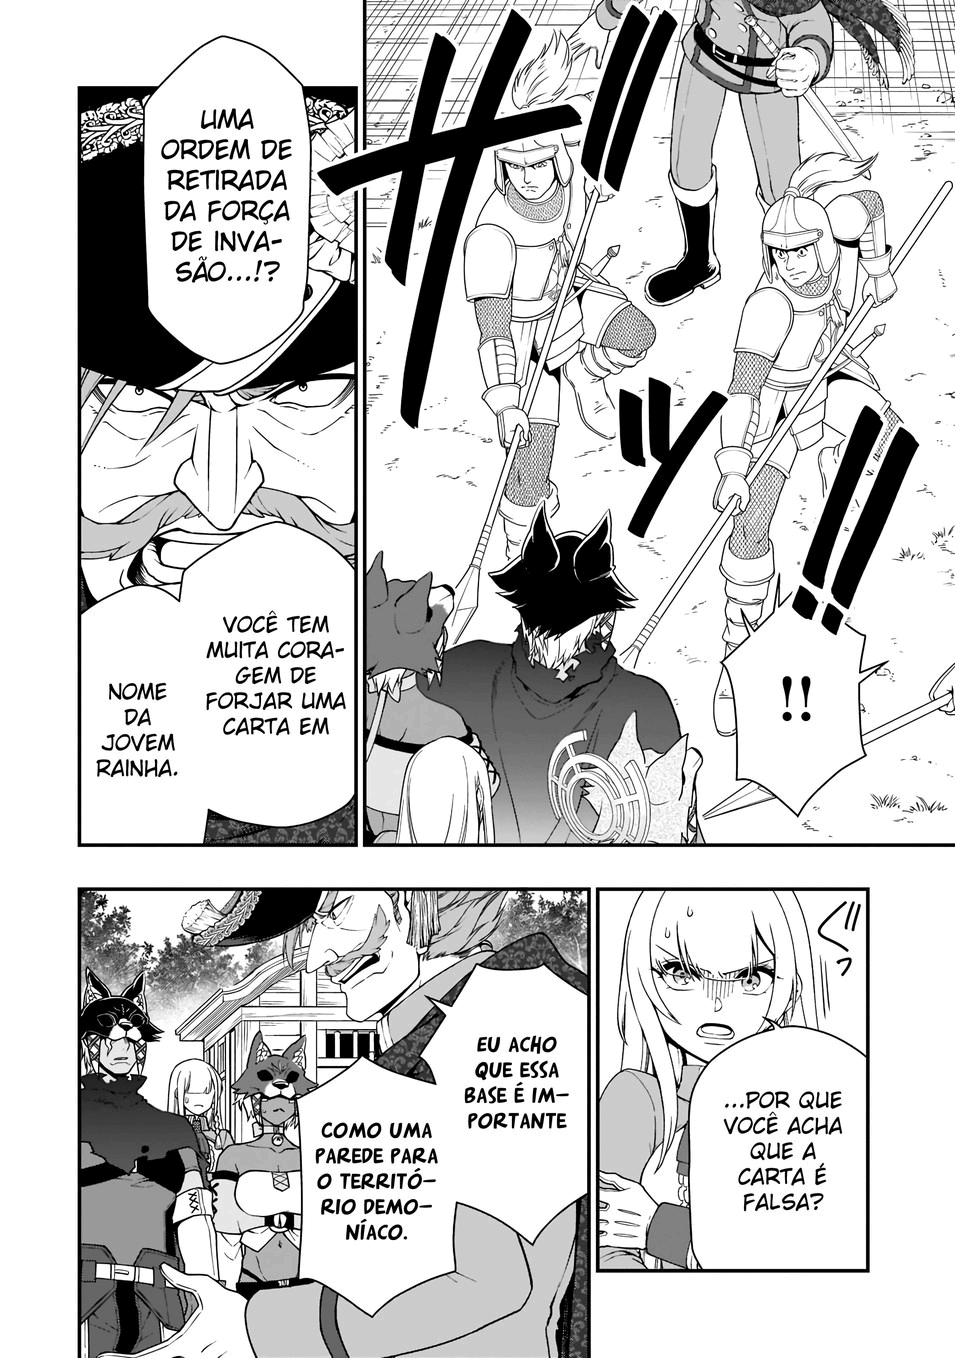 ザッ!!
!!
UMA
ORDEM DE
RETIRADA
DA FORÇA
DE INVA-
SÃO...!?
VOCÊ TEM
MUITA CORA-
GEM DE
FORJAR UMA
CARTA EM
NOME
DA
JOVEM
RAINHA.
...POR QUE
VOCÊ ACHA
QUE A
CARTA É
FALSA?
EU ACHO
QUE ESSA
BASE É IM-
PORTANTE
COMO UMA
PAREDE PARA
O TERRITÓ-
RIO DEMO-
NÍACO.